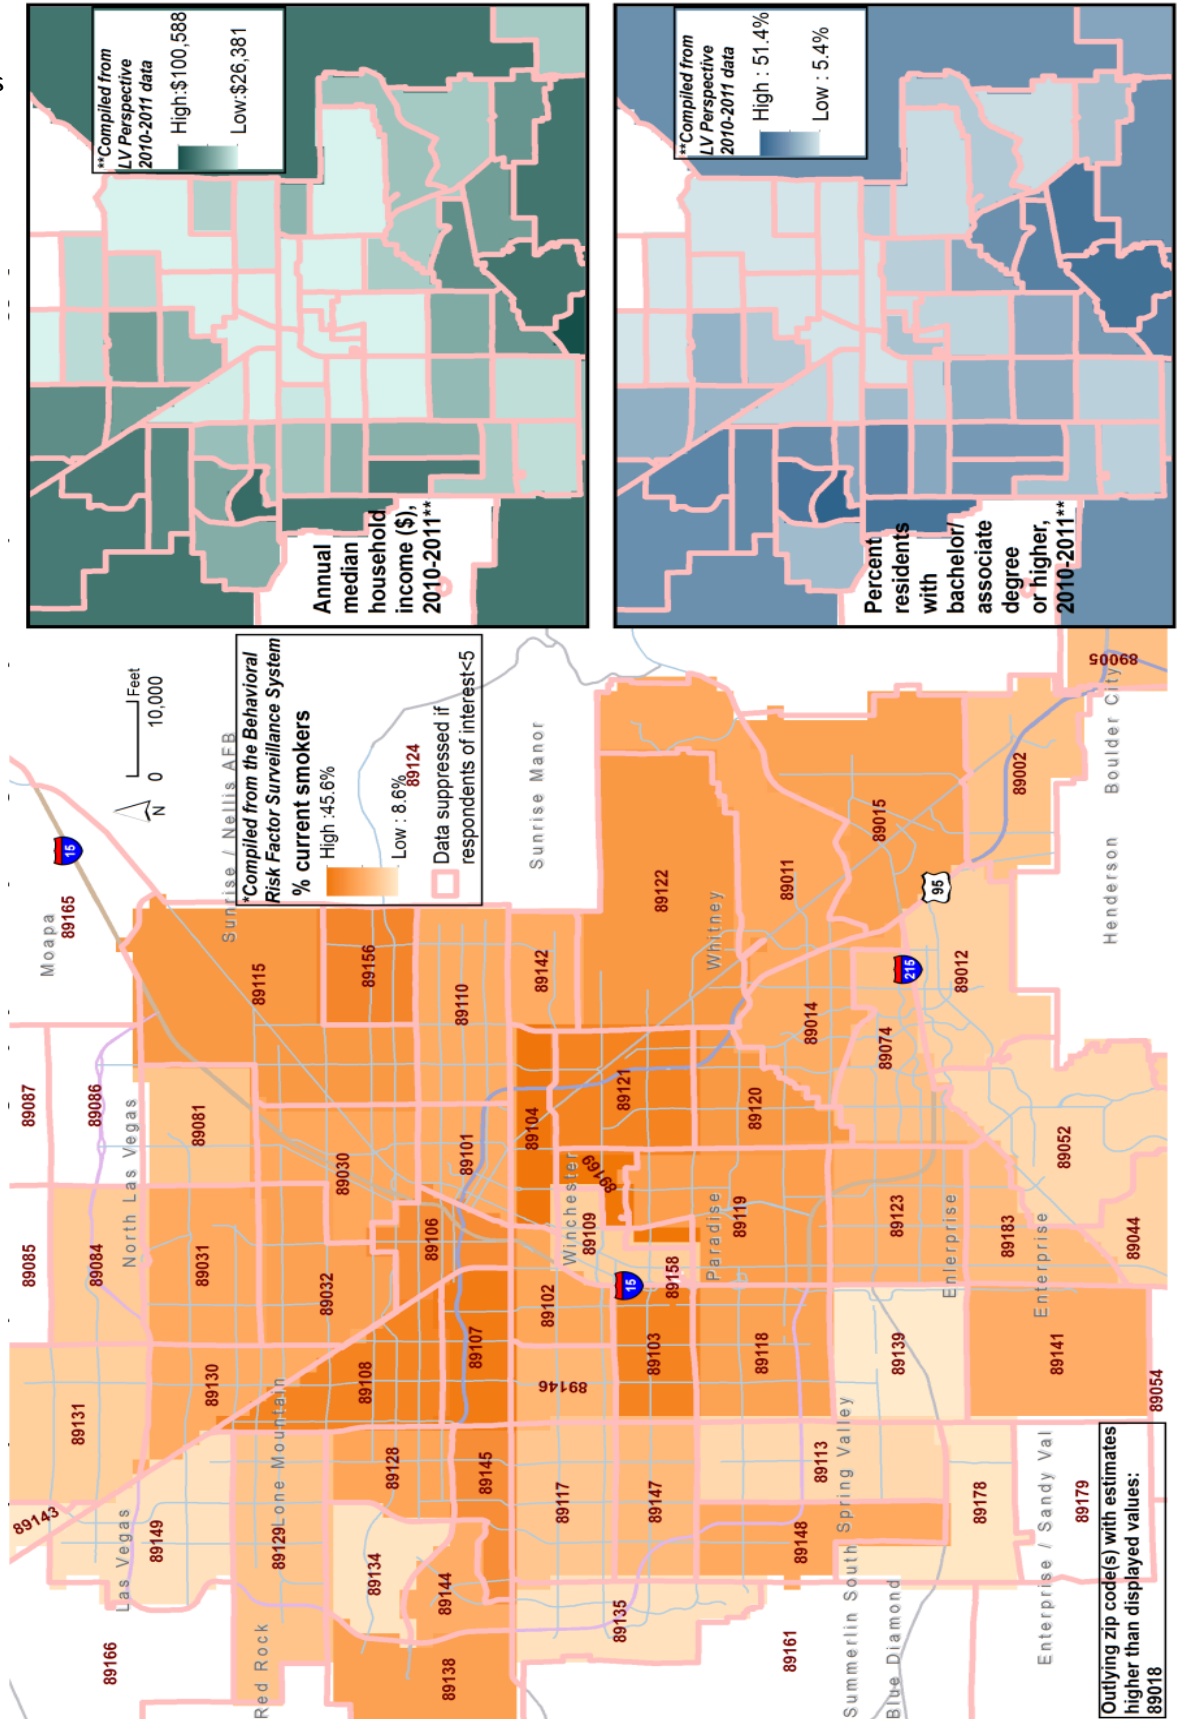 **Compiled from
LV Perspective
2010-2011 data
High:$100,588
Low:$26,381
Annual
median
household
income ($),
2010-2011**
**Compiled from
LV Perspective
2010-2011 data
High : 51.4%
Low : 5.4%
Percent
residents
with
bachelor/
associate
degree
or higher,
2010-2011**
Feet
0
10,000
N
*Compiled from the Behavioral
Risk Factor Surveillance System
% current smokers
High :45.6%
Low : 8.6%
Data suppressed if
respondents of interest<5
89124
Moapa
89165
15
Sunrise / Nellis AFB
Sunrise Manor
89087
89086
89085
89084
North Las Vegas
89081
89115
89156
89110
89142
89031
89030
89101
89032
89106
89131
89130
89108
89107
89143
Las Vegas
89149
Lone Mountain
89129
89128
89145
89134
89144
89166
Red Rock
89138
89104
89121
89122
Whitney
89169
Winchester
89109
89102
15
89158
89103
89146
89117
89147
89135
89161
Paradise
89119
89120
89118
89014
89011
89015
95
215
89074
89012
89002
89005
Boulder City
Henderson
89123
Enterprise
89183
89052
89044
Enterprise
89139
89141
89113
Spring Valley
89148
Summerlin South
Blue Diamond
89178
Enterprise / Sandy Val
89179
89054
Outlying zip code(s) with estimates
higher than displayed values:
89018